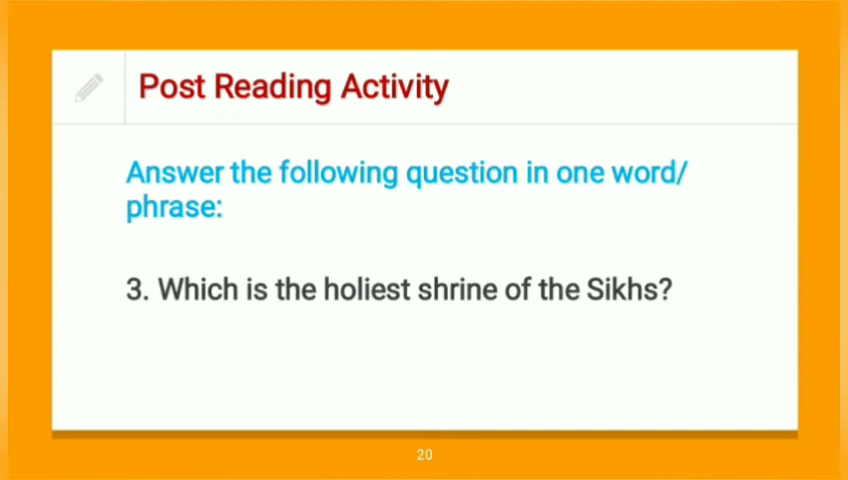 Post Reading Activity
Answer the following question in one word/
phrase:
3. Which is the holiest shrine of the Sikhs?
20